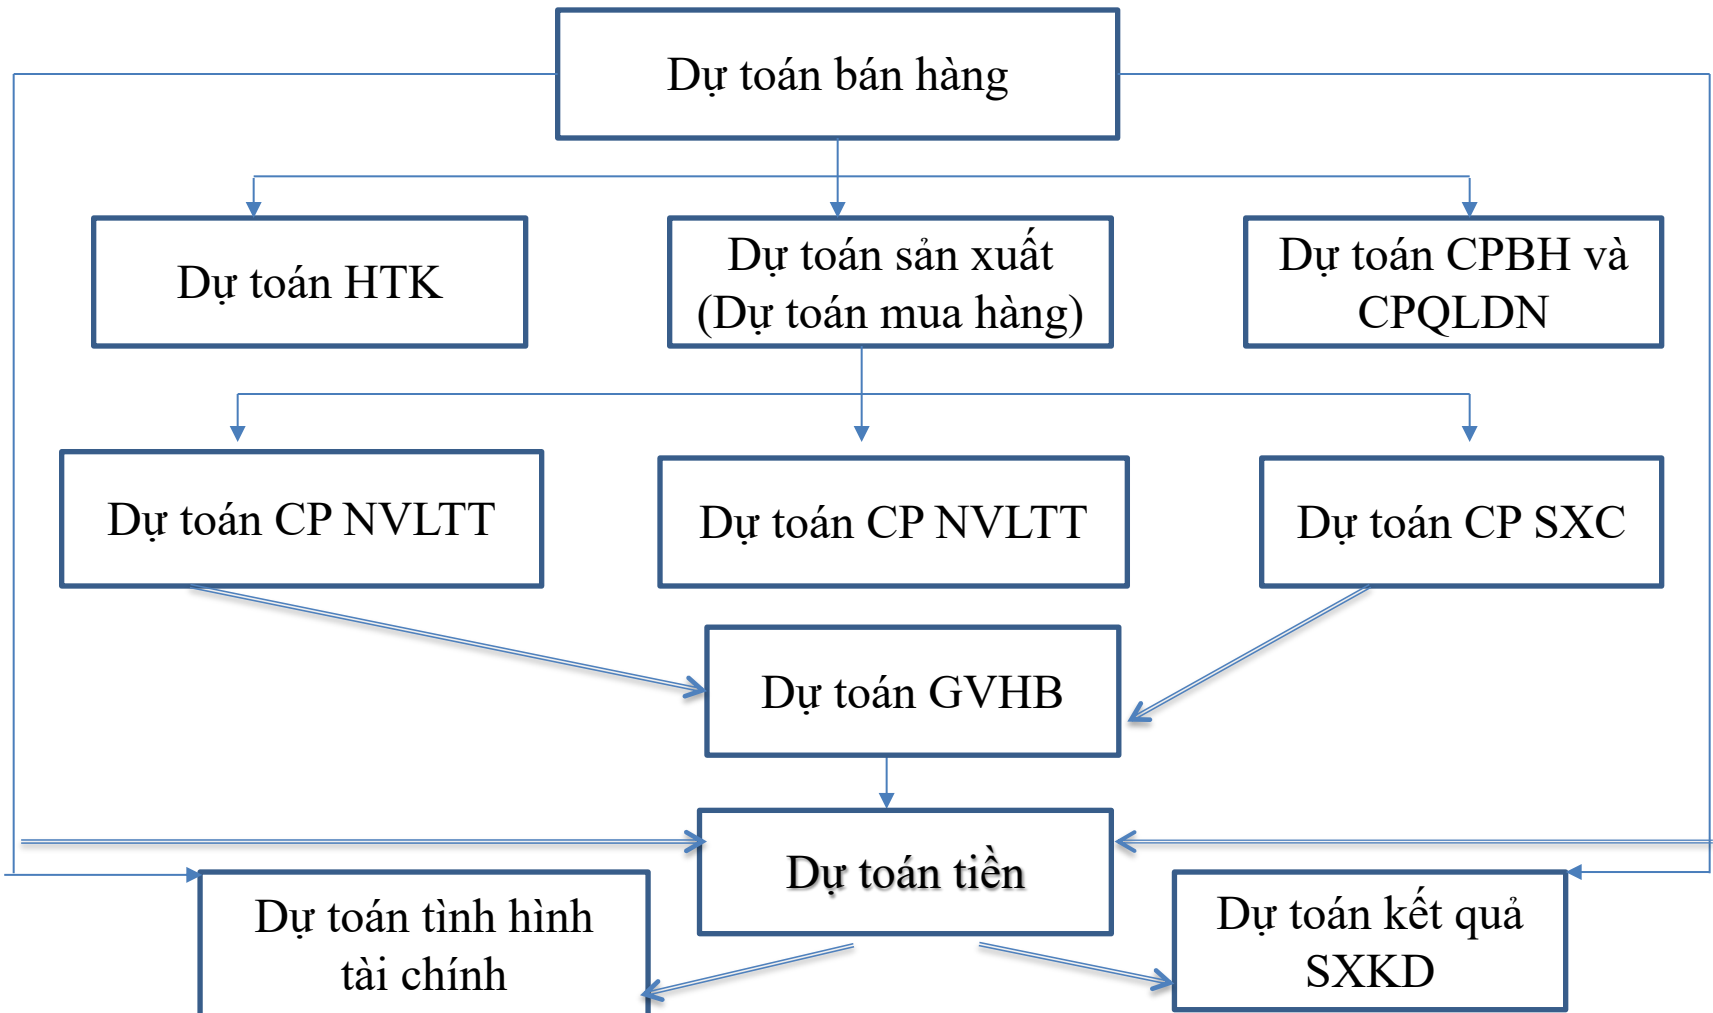 Dự toán bán hàng
Dự toán HTK
Dự toán sản xuất
(Dự toán mua hàng)
Dự toán CPBH và
CPQLDN
Dự toán CP NVLTT
Dự toán CP NVLTT
Dự toán CP SXC
Dự toán GVHB
Dự toán tiền
Dự toán tình hình
tài chính
Dự toán kết quả
SXKD